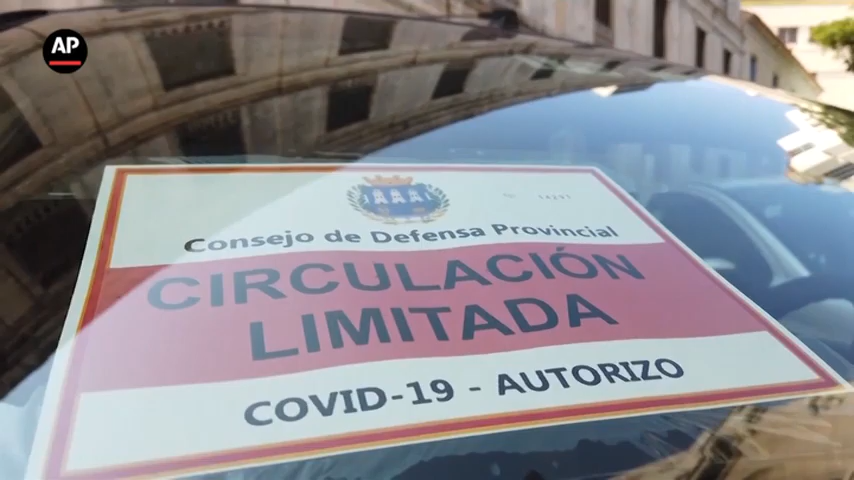 AP
Consejo de Defensa Provincial
CIRCULACIÓN
LIMITADA
COVID-19 - AUTORIZO